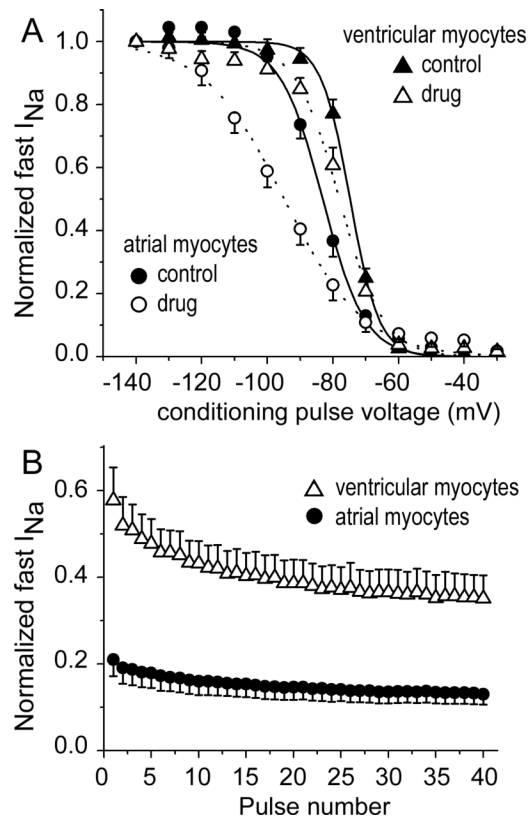 A
ventricular myocytes
control
drug
atrial myocytes
control
drug
Normalized fast INa
1.0
0.8
0.6
0.4
0.2
0.0
-140 -120 -100 -80 -60 -40
conditioning pulse voltage (mV)
B
ventricular myocytes
atrial myocytes
Normalized fast INa
0.6
0.4
0.2
0.0
0 5 10 15 20 25 30 35 40
Pulse number